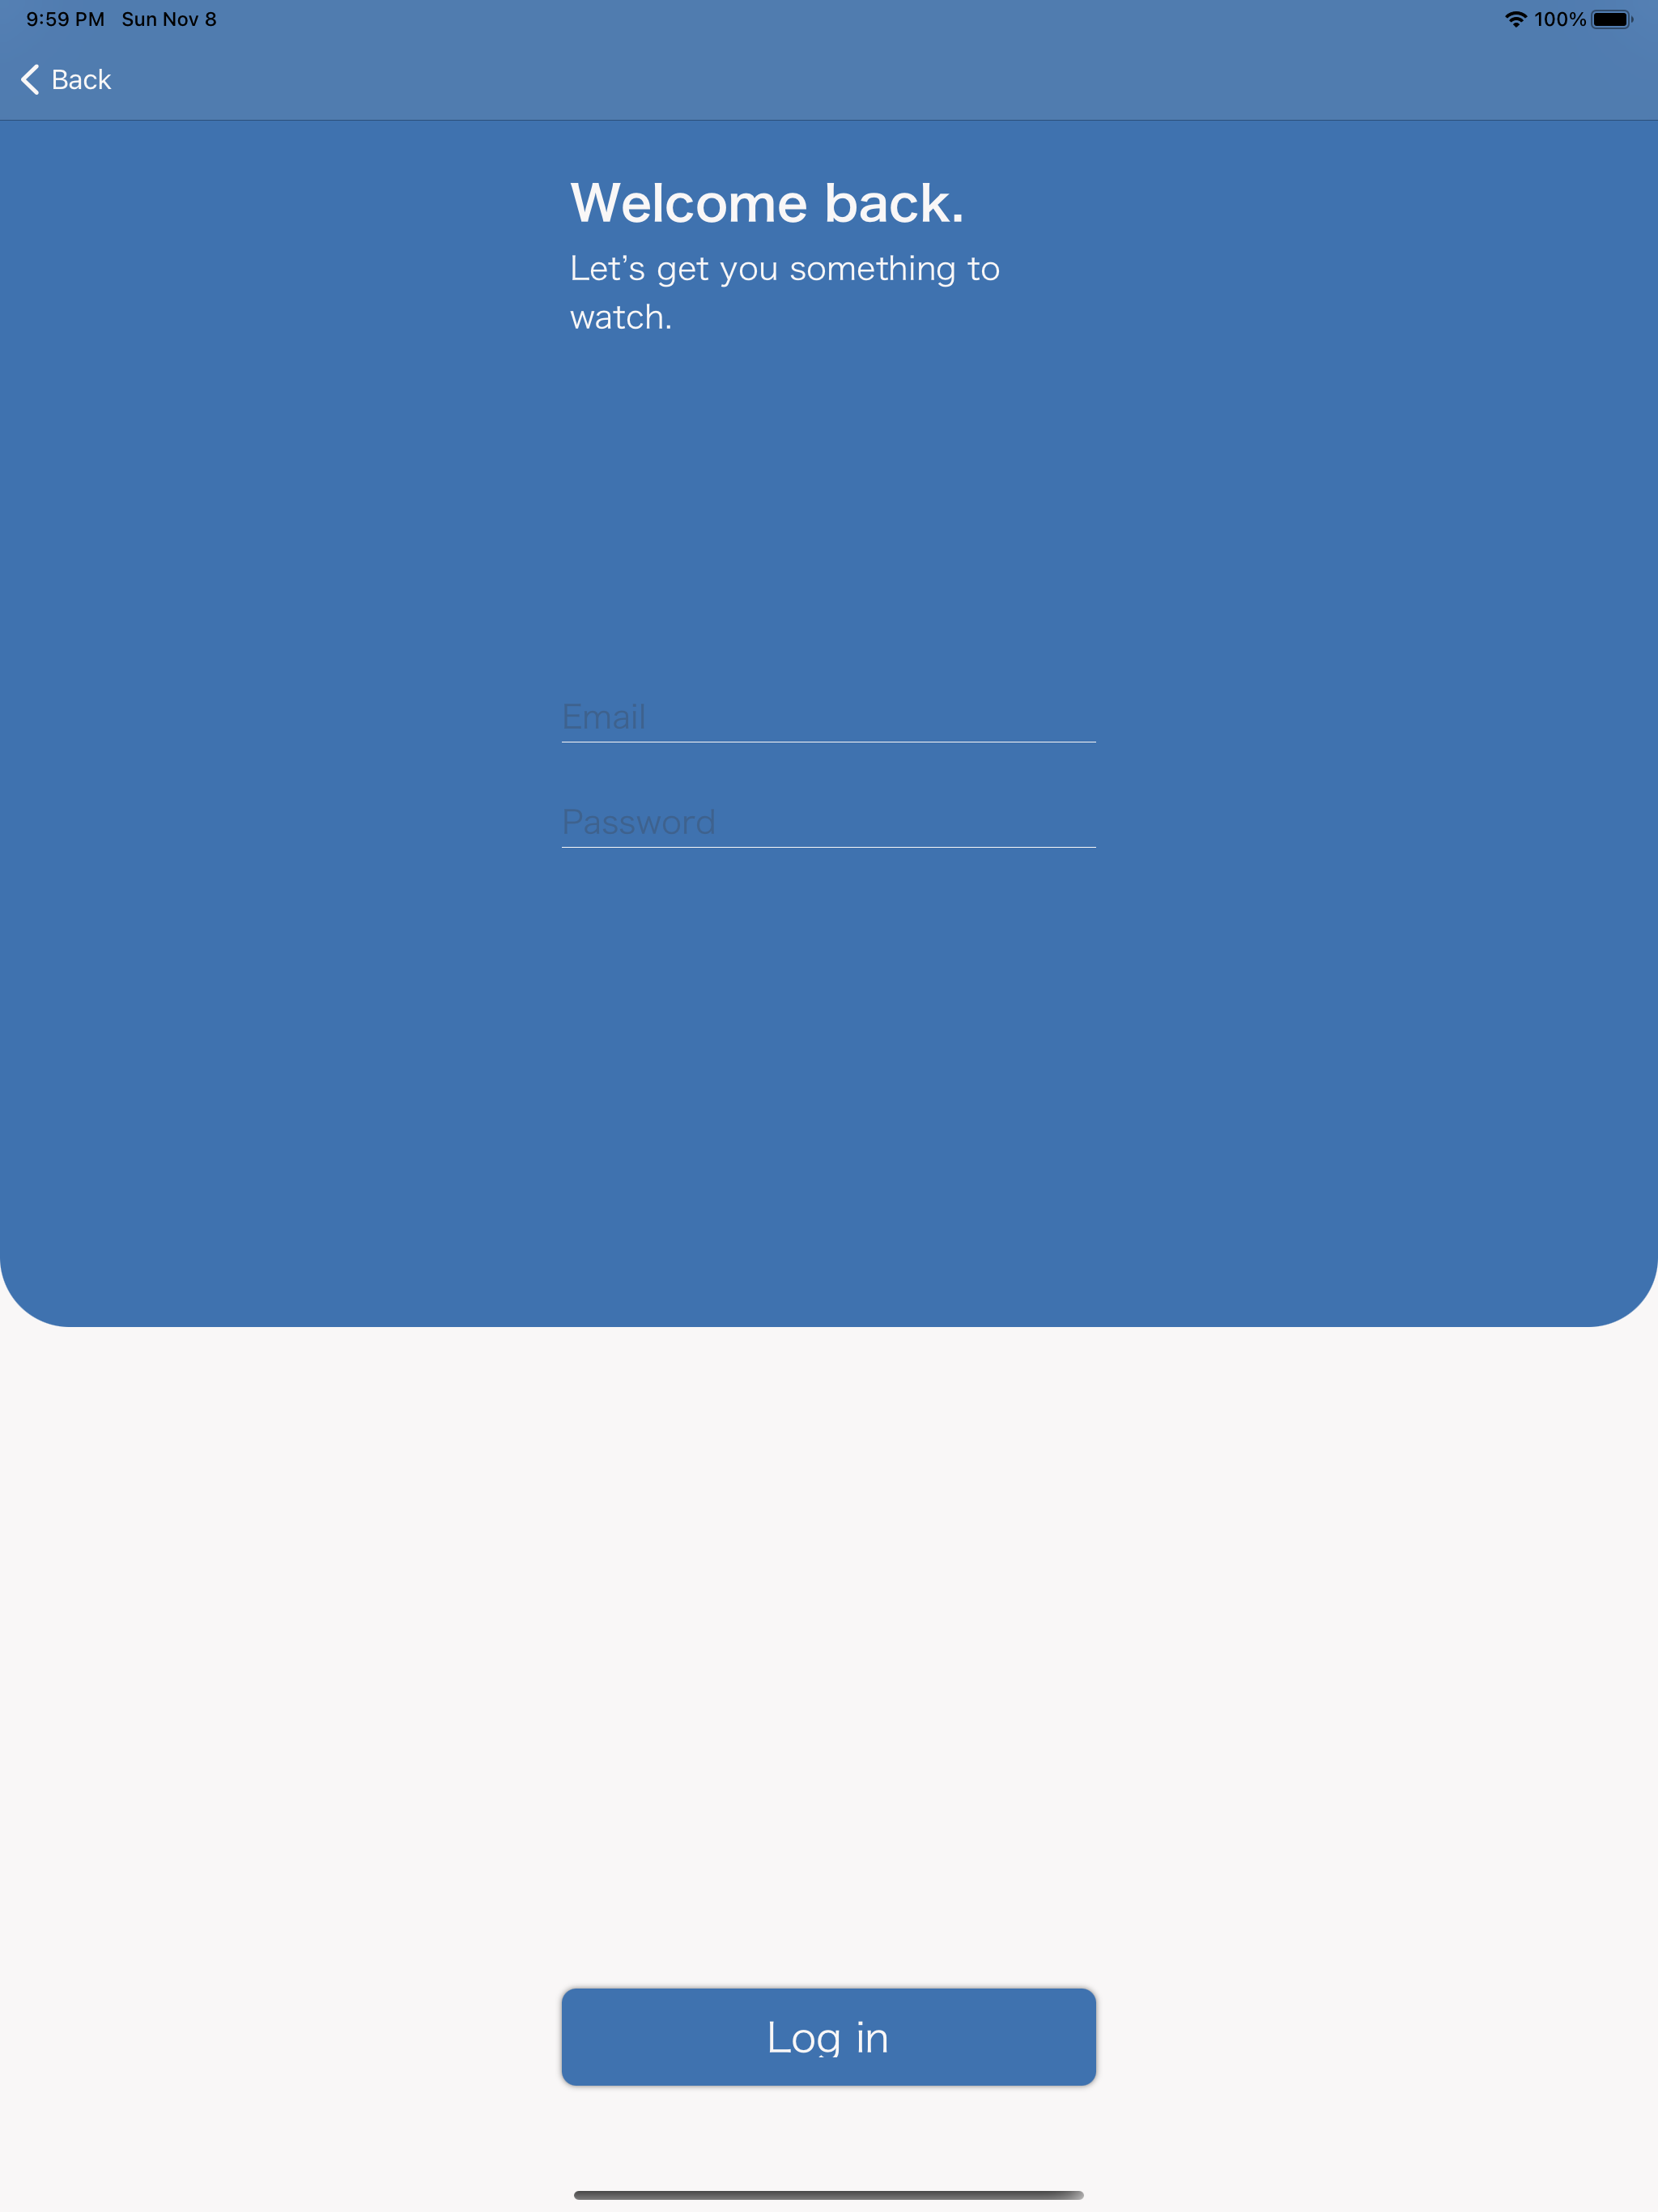 9:59 PM Sun Nov 8 100%
Back
Welcome back.
Let's get you something to
watch.
Email
Password
Log in